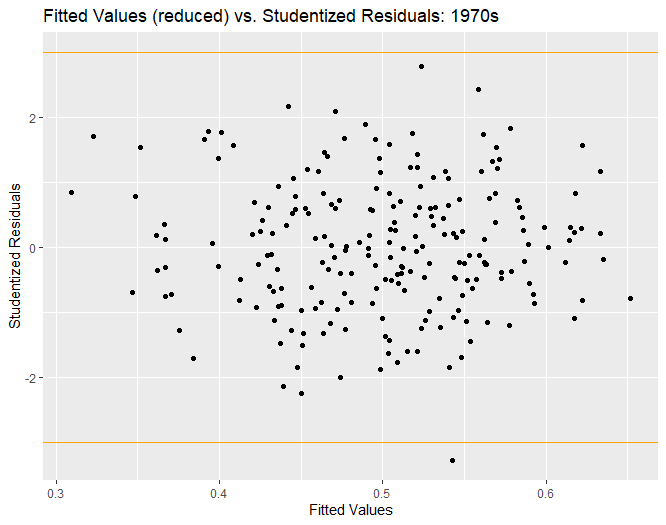 Fitted Values (reduced) vs. Studentized Residuals: 1970s
Studentized Residuals
2
0
-2
0.3 0.4 0.5 0.6
Fitted Values